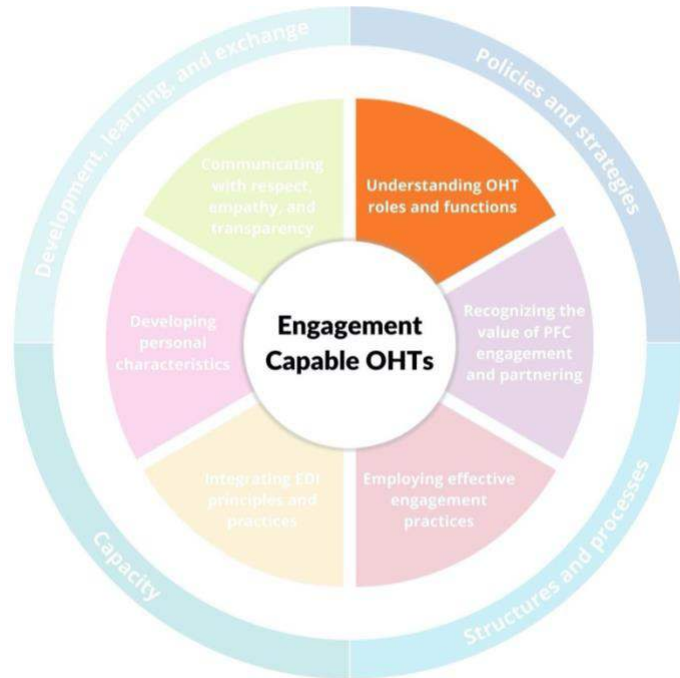 Development, learning, and exchange
Policies and strategies
Communicating
with respect,
empathy, and
transparency
Understanding OHT
roles and functions
Developing
personal
characteristics
Engagement
Capable OHTs
Recognizing the
value of PFC
engagement
and partnering
Integrating EDI
principles and
practices
Employing effective
engagement
practices
Capacity
Structures and processes